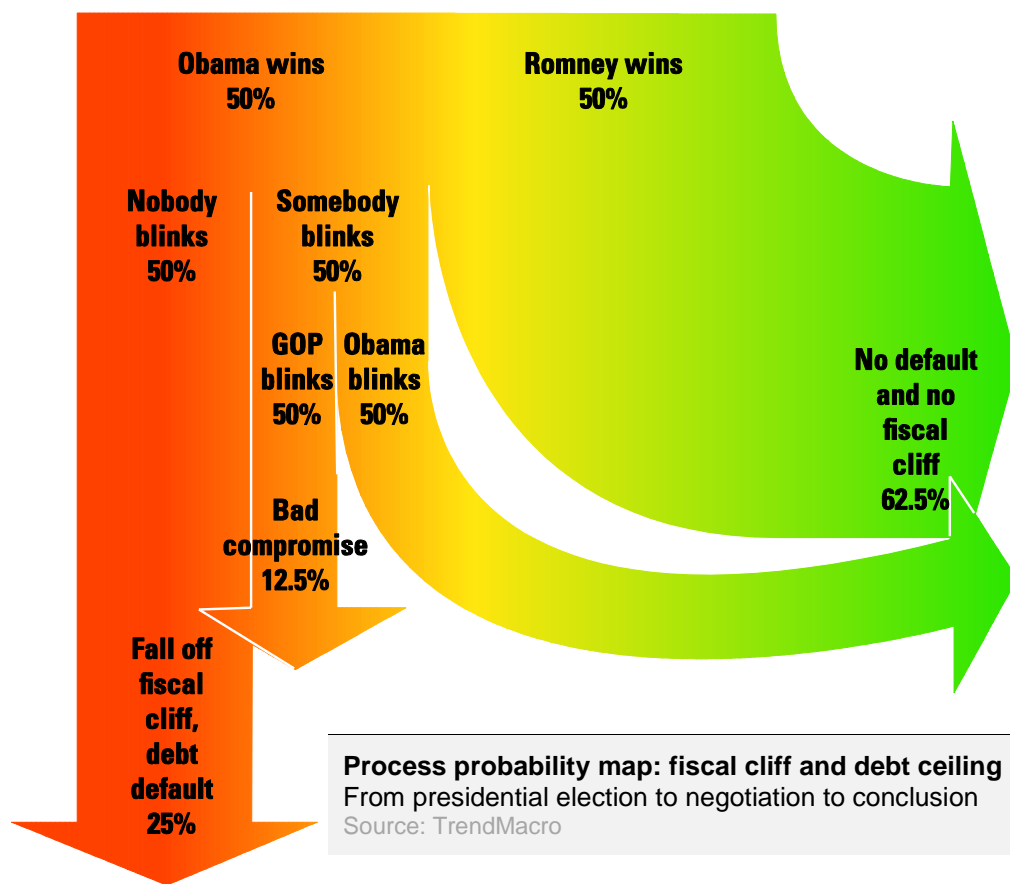 Obama wins
50%
Romney wins
50%
Nobody
blinks
50%
Somebody
blinks
50%
GOP
blinks
50%
Obama
blinks
50%
No default
and no
fiscal
cliff
62.5%
Bad
compromise
12.5%
Fall off
fiscal
cliff,
debt
default
25%
Process probability map: fiscal cliff and debt ceiling
From presidential election to negotiation to conclusion
Source: TrendMacro